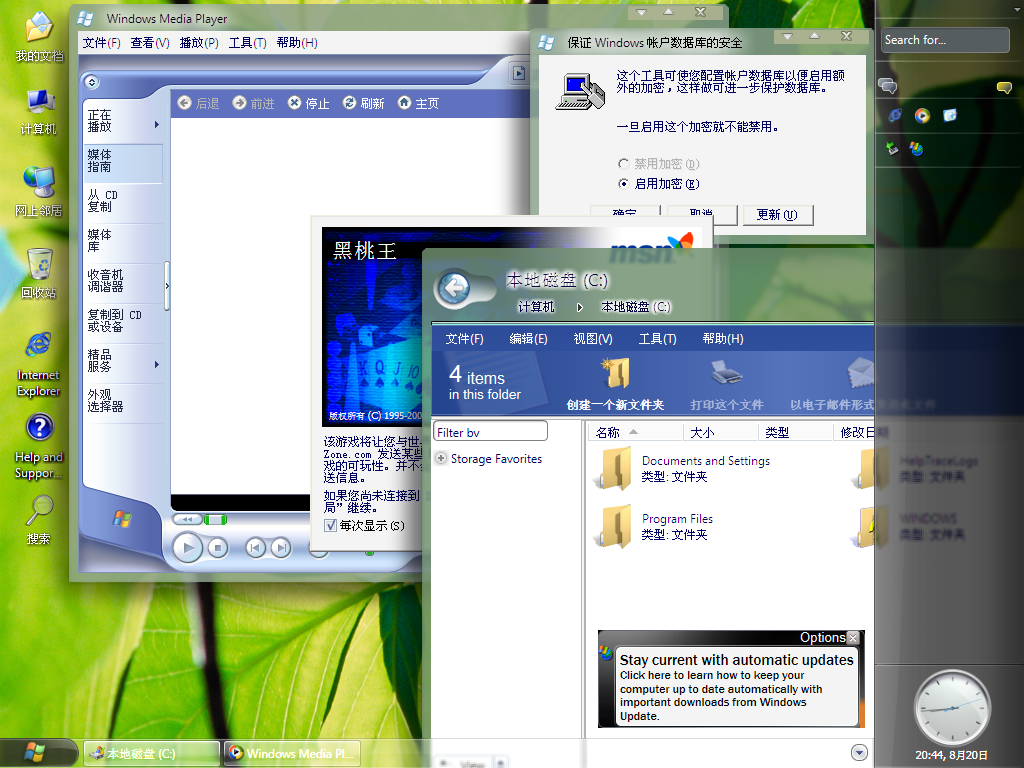 我的文档
计算机
网上邻居
回收站
Internet
Explorer
Help and
Suppor...
搜索
Windows Media Player
文件(F) 查看(V) 播放(P) 工具(T) 帮助(H)
后退 前进 停止 刷新 主页
正在
播放
媒体
指南
从 CD
复制
媒体
库
收音机
调谐器
复制到 CD
或设备
精品
服务
外观
选择器
保证 Windows 帐户数据库的安全
这个工具可使您配置帐户数据库以便启用额
外的加密，这样做可进一步保护数据库。
一旦启用这个加密就不能禁用。
禁用加密(D)
启用加密(E)
确定 取消 更新(U)
黑桃王
msn
版权所有 (C) 1995-200
该游戏将让您与世
Zone.com 发送某些
戏的可玩性。并不
送信息。
如果您尚未连接到
局”继续。
每次显示(S)
本地磁盘 (C:)
计算机 本地磁盘 (C:)
文件(F) 编辑(E) 视图(V) 工具(T) 帮助(H)
4 items
in this folder
创建一个新文件夹 打印这个文件 以电子邮件形式
Filter by
Storage Favorites
名称 大小 类型 修改日期
Documents and Settings
类型: 文件夹
HelpTraceLogs
类型: 文件夹
Program Files
类型: 文件夹
WINDOWS
类型: 文件夹
Options
Stay current with automatic updates
Click here to learn how to keep your
computer up to date automatically with
important downloads from Windows
Update.
View
Search for...
20:44, 8月20日
本地磁盘 (C:)
Windows Media Pl...